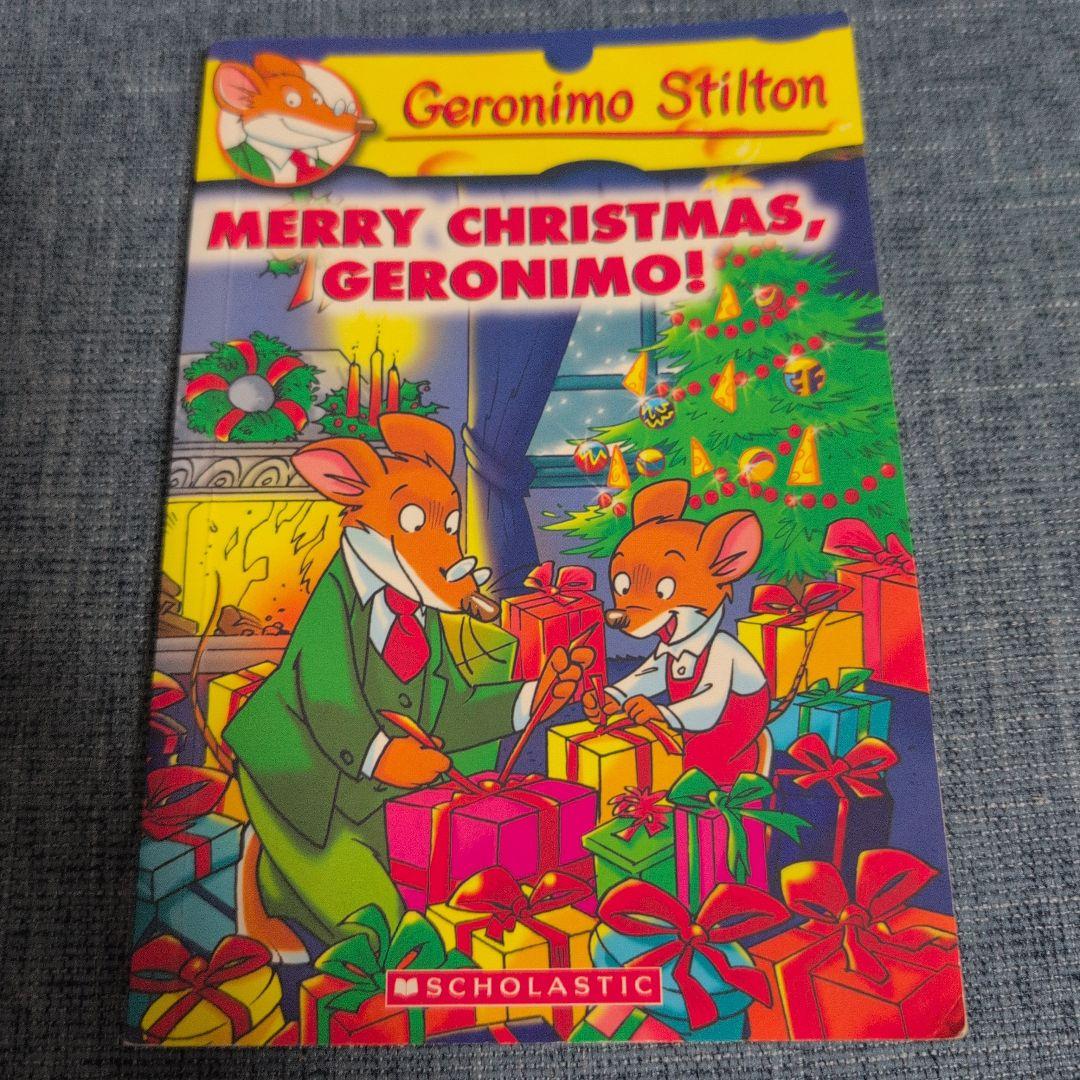 Geronimo Stilton
MERRY CHRISTMAS,
GERONIMO!
SCHOLASTIC